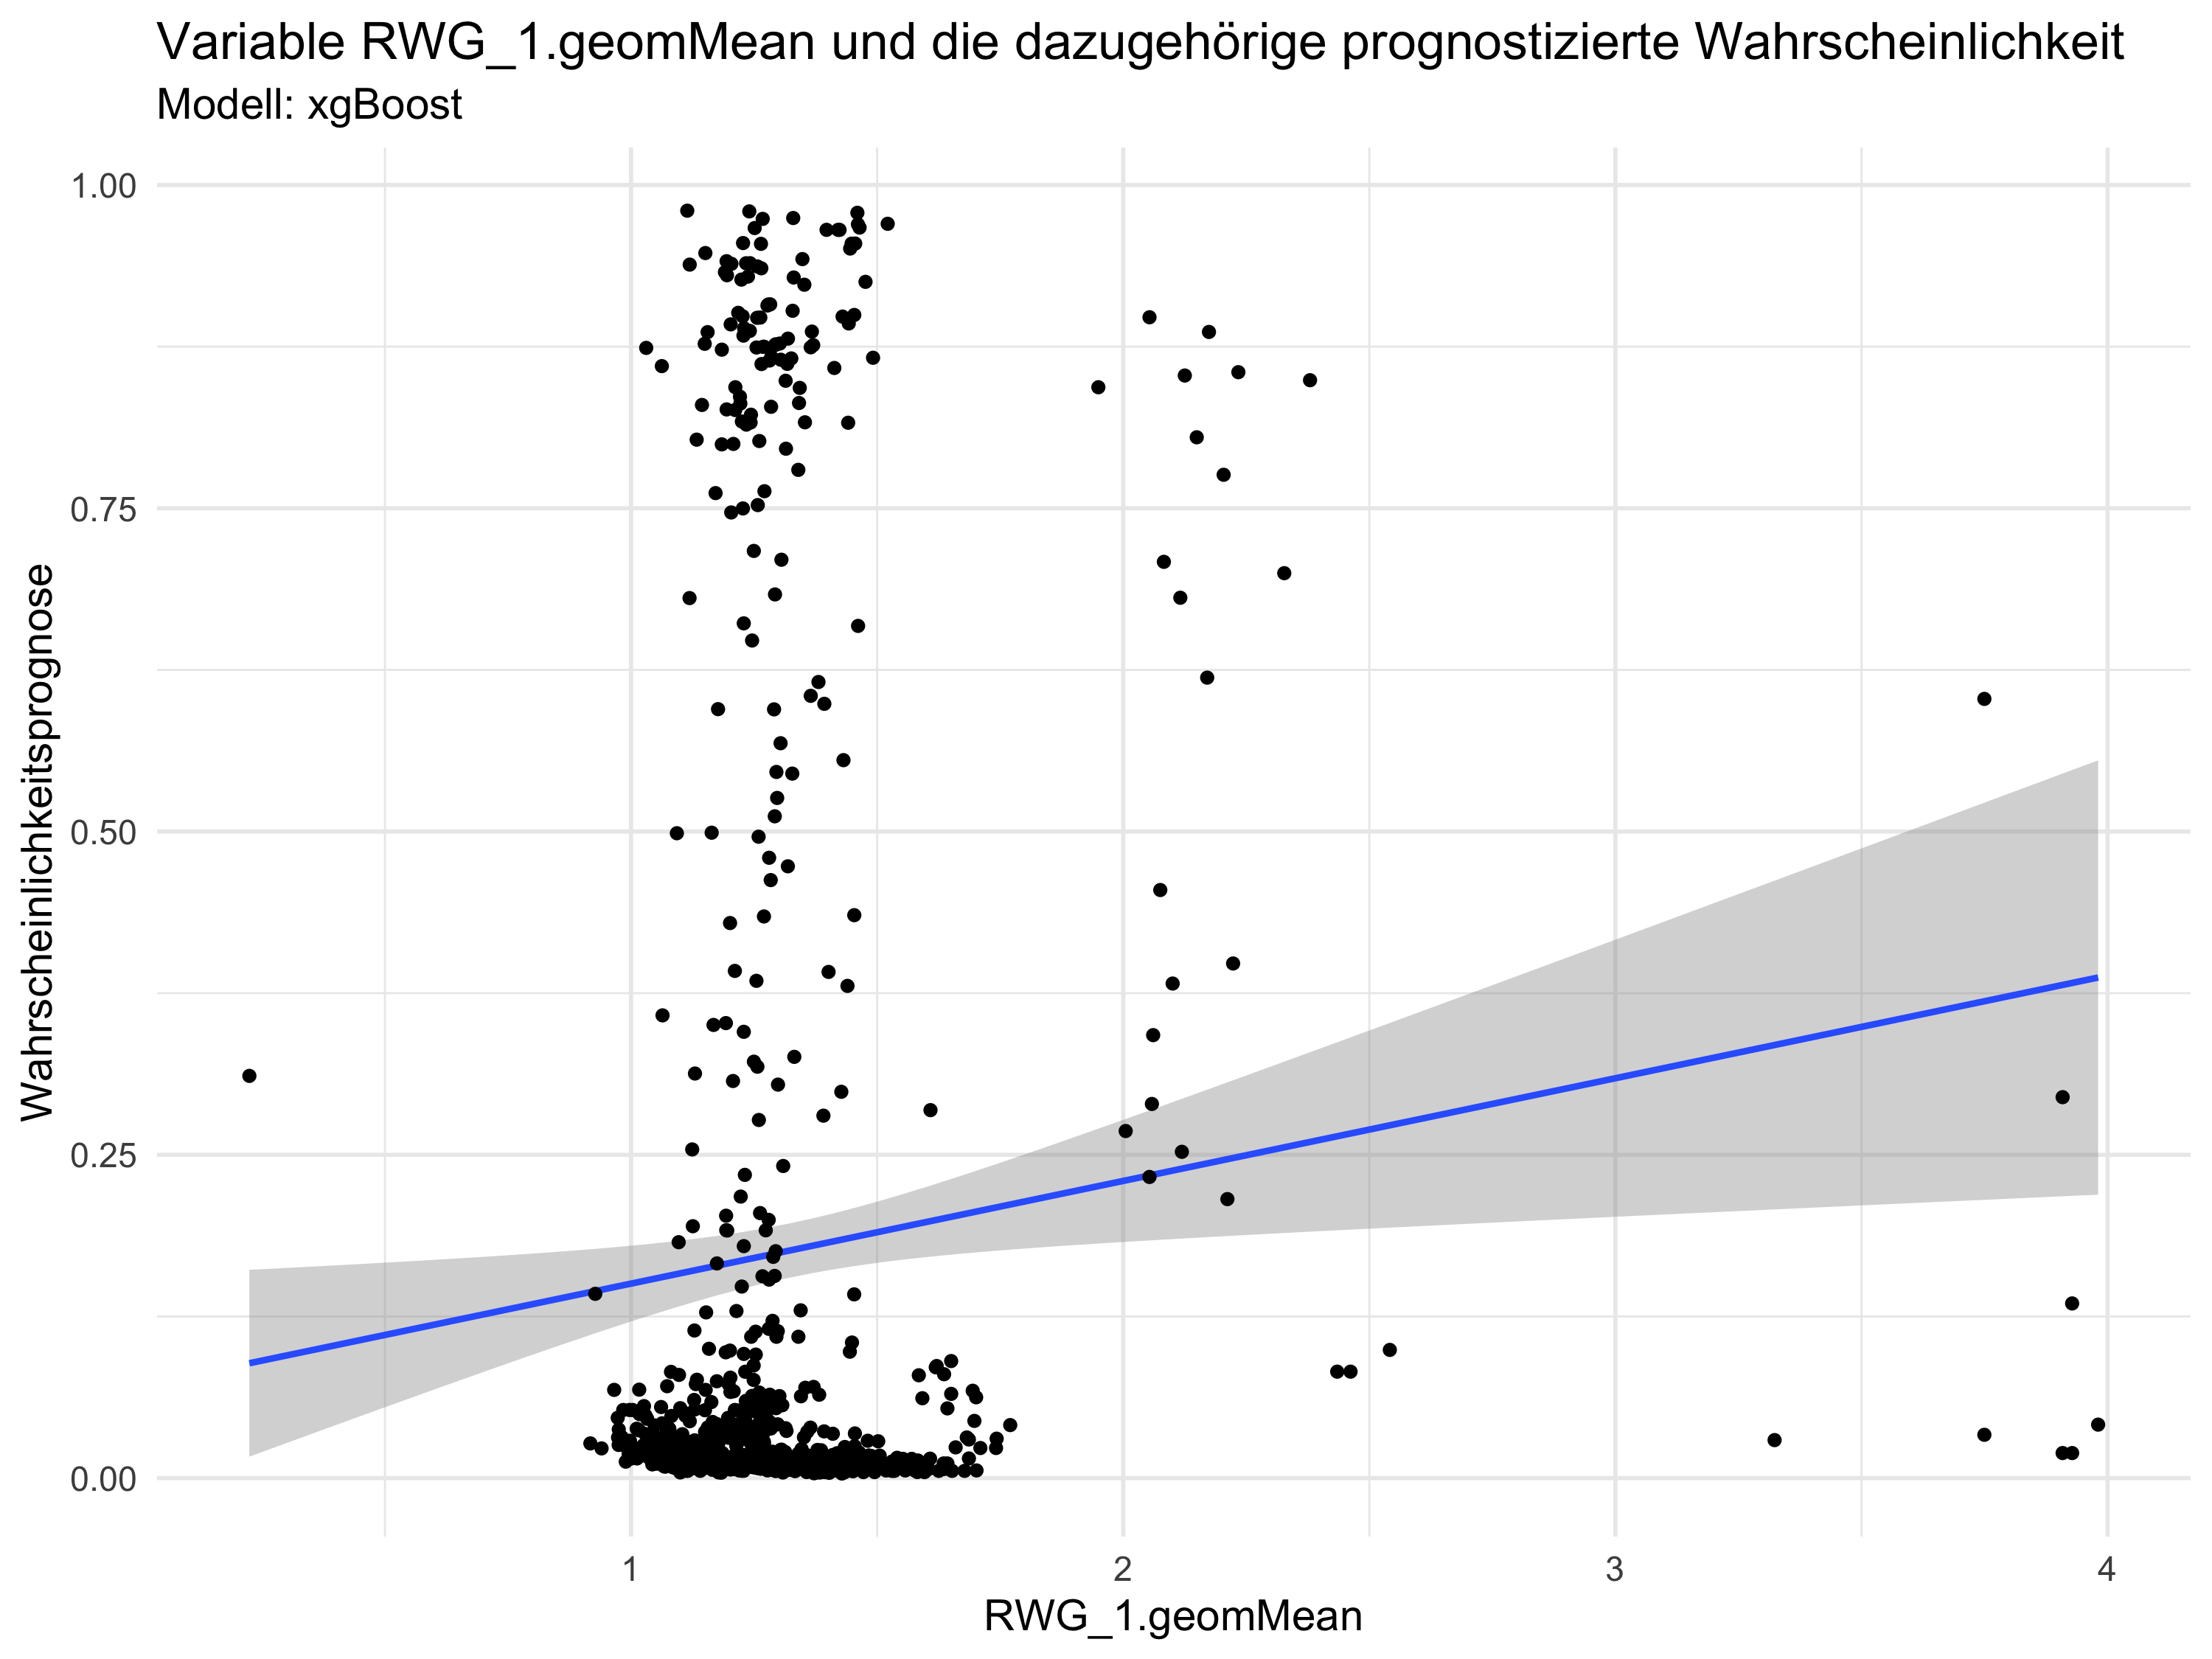 Variable RWG_1.geomMean und die dazugehörige prognostizierte Wahrscheinlichkeit
Modell: xgBoost
Wahrscheinlichkeitsprognose
1.00
0.75
0.50
0.25
0.00
1 2 3 4
RWG_1.geomMean